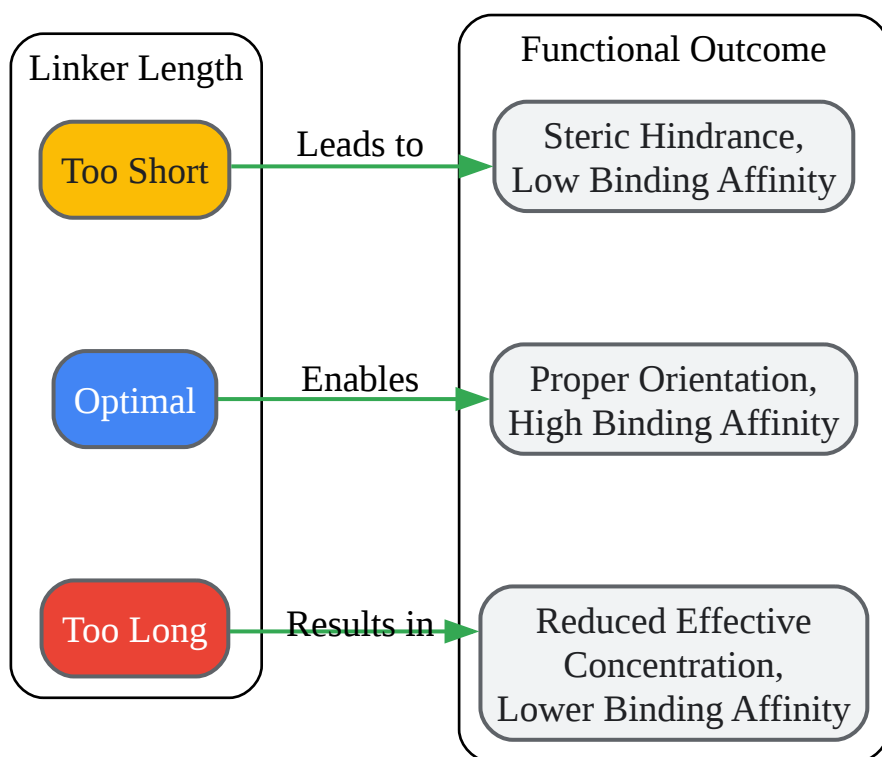 Linker Length
Functional Outcome
Too Short
Leads to
Steric Hindrance,
Low Binding Affinity
Optimal
Enables
Proper Orientation,
High Binding Affinity
Too Long
Results in
Reduced Effective
Concentration,
Lower Binding Affinity